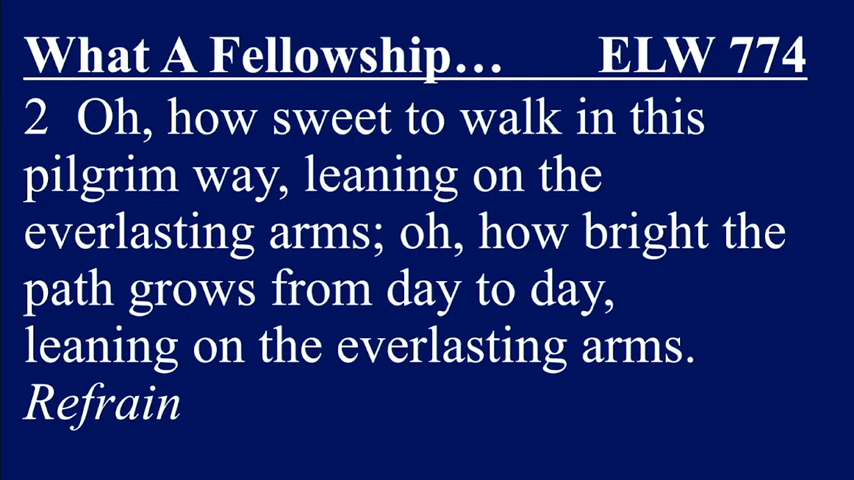 What A Fellowship… ELW 774
2 Oh, how sweet to walk in this
pilgrim way, leaning on the
everlasting arms; oh, how bright the
path grows from day to day,
leaning on the everlasting arms.
Refrain